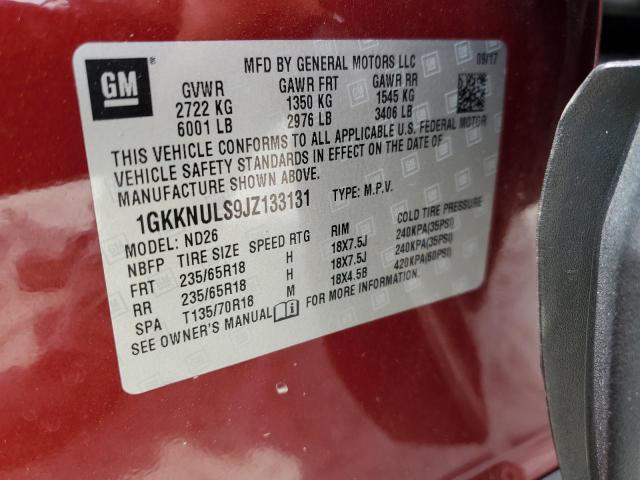 GM
MFD BY GENERAL MOTORS LLC 09/17
GVWR GAWR FRT GAWR RR
2722 KG 1350 KG 1545 KG
6001 LB 2976 LB 3406 LB
THIS VEHICLE CONFORMS TO ALL APPLICABLE U.S. FEDERAL MOTOR
VEHICLE SAFETY STANDARDS IN EFFECT ON THE DATE OF
MANUFACTURE SHOWN ABOVE.
1GKKNULS9JZ133131 TYPE: M.P.V.
MODEL: ND26
NBFP TIRE SIZE SPEED RTG RIM COLD TIRE PRESSURE
FRT 235/65R18 H 18X7.5J 240KPA(35PSI)
RR 235/65R18 H 18X7.5J 240KPA(35PSI)
SPA T135/70R18 M 18X4.5B 420KPA(60PSI)
SEE OWNER'S MANUAL FOR MORE INFORMATION.